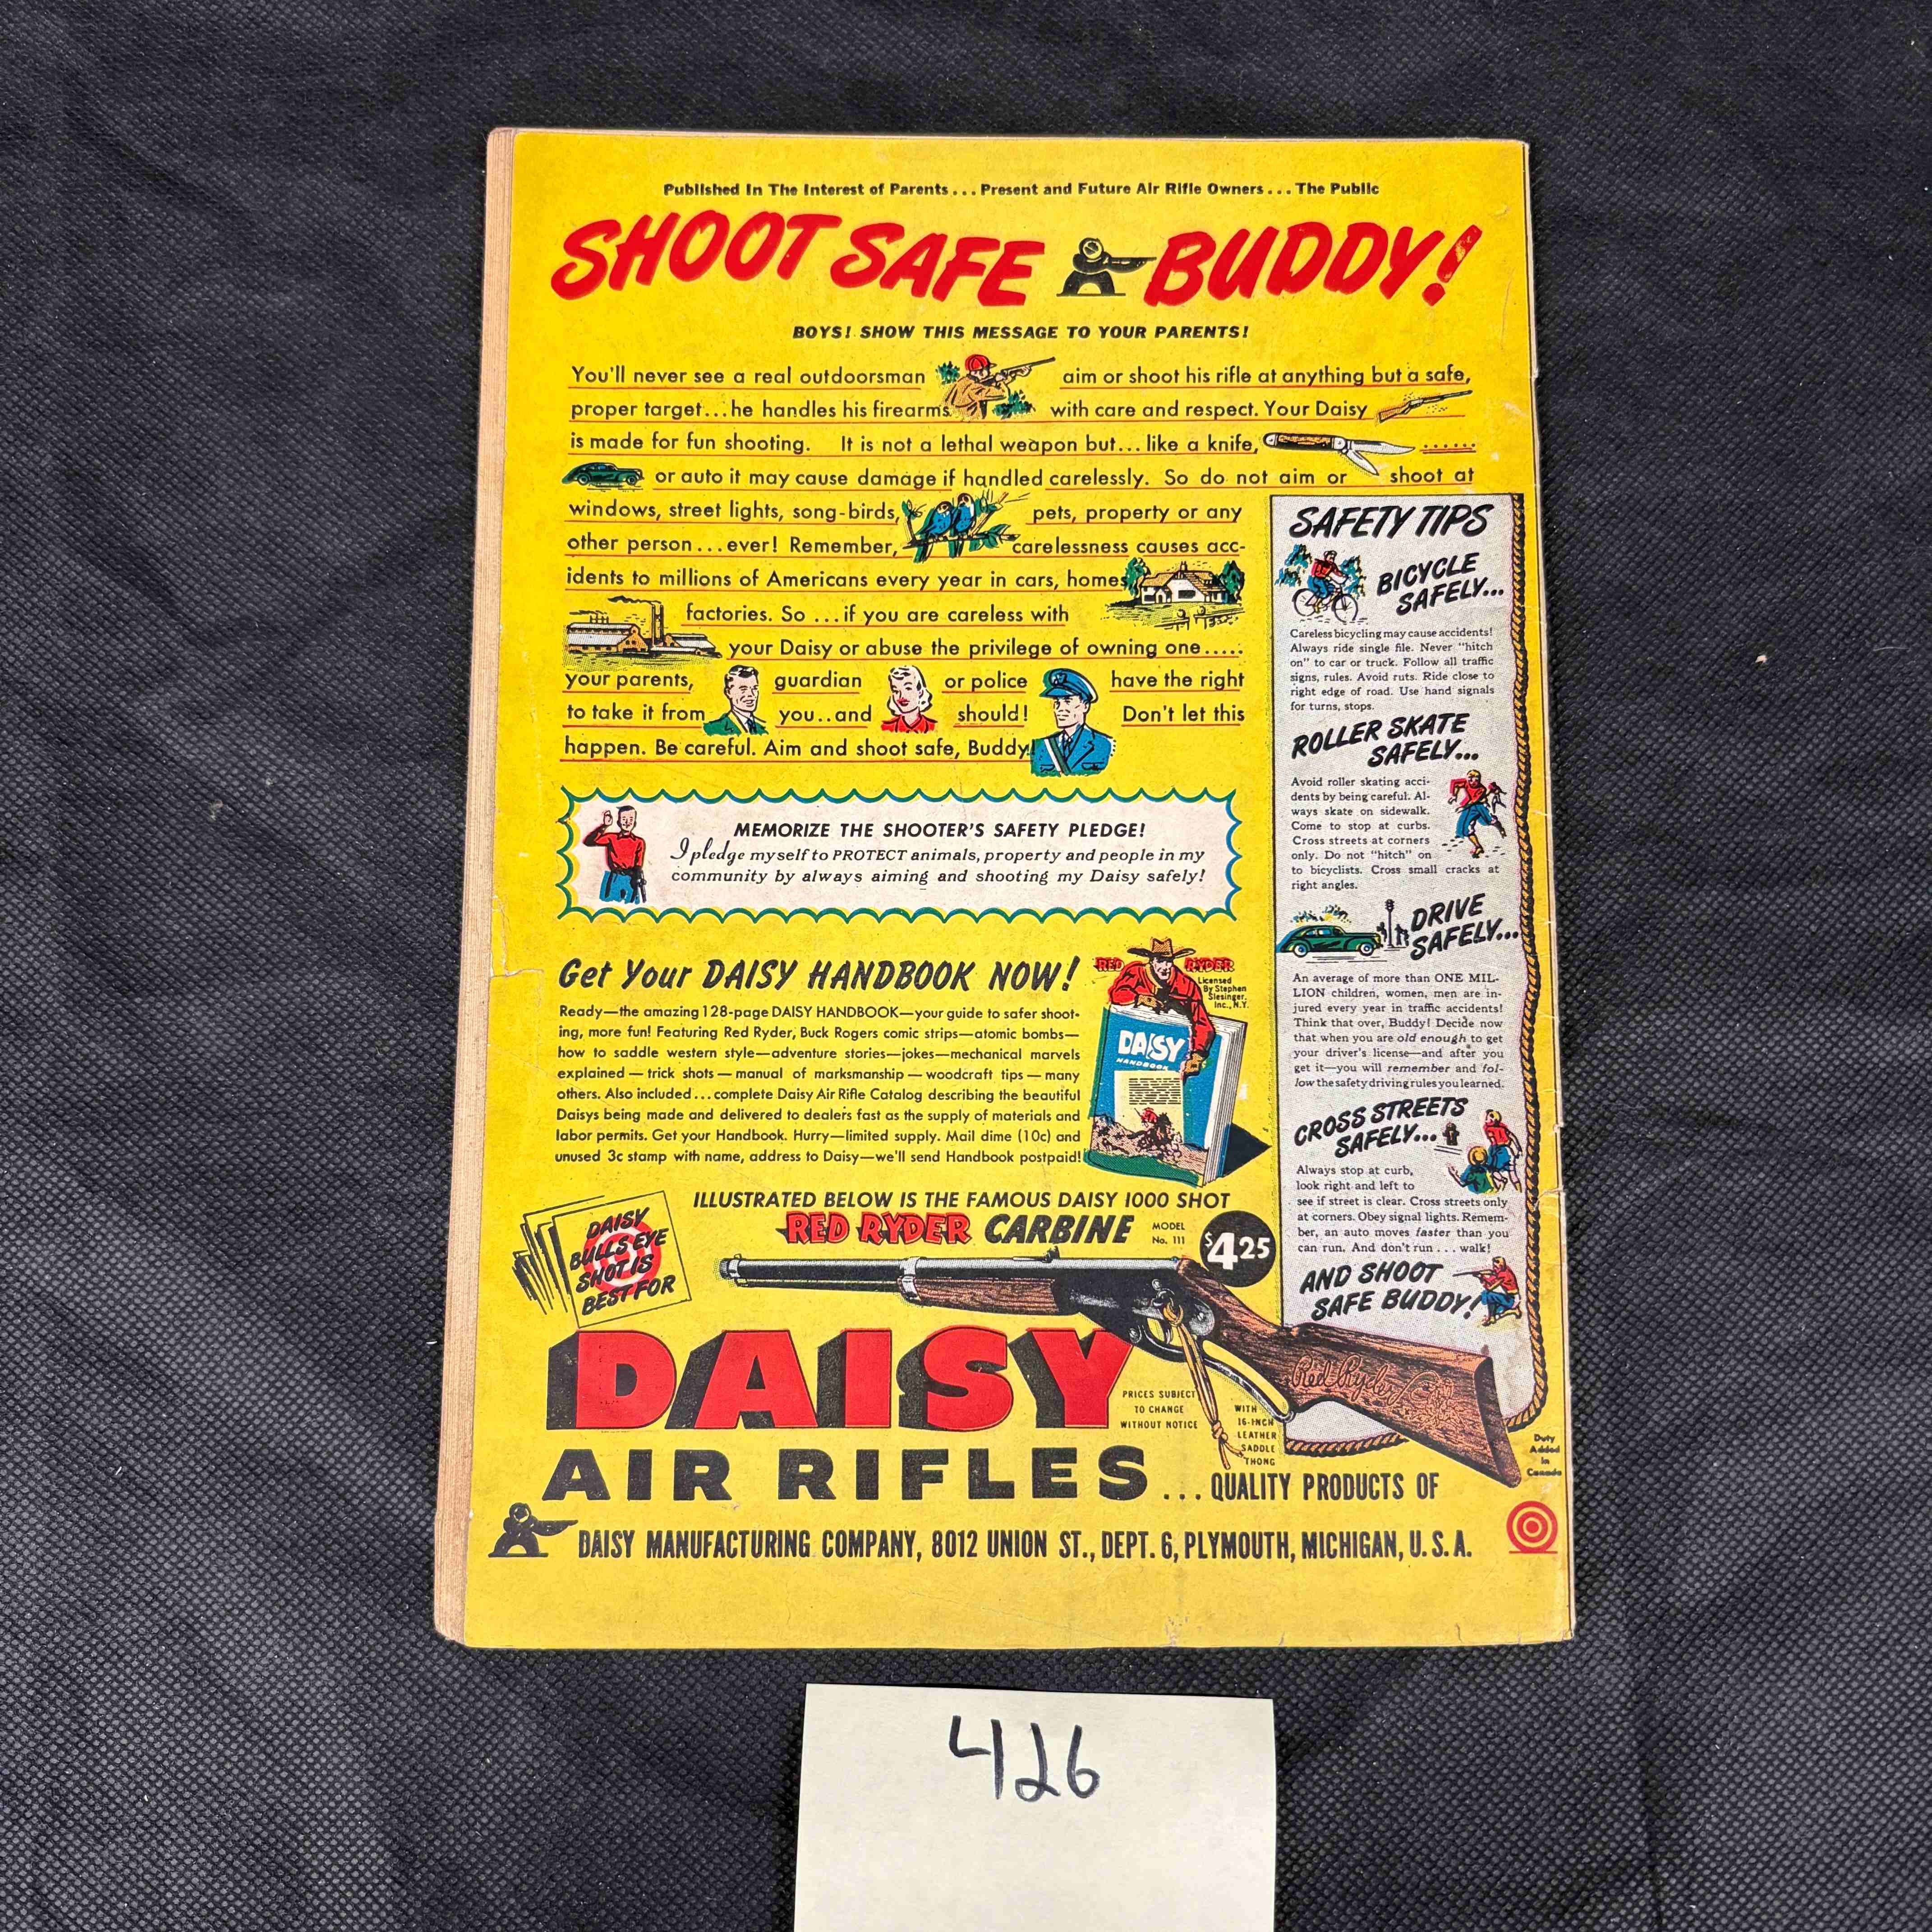 Published In The Interest of Parents... Present and Future Air Rifle Owners... The Public
SHOOT SAFE BUDDY!
BOYS! SHOW THIS MESSAGE TO YOUR PARENTS!
You'll never see a real outdoorsman aim or shoot his rifle at anything but a safe,
proper target...he handles his firearms with care and respect. Your Daisy
is made for fun shooting. It is not a lethal weapon but... like a knife, ......
or auto it may cause damage if handled carelessly. So do not aim or shoot at
windows, street lights, song-birds, pets, property or any
other person...ever! Remember, carelessness causes acc-
idents to millions of Americans every year in cars, homes
factories. So ...if you are careless with
your Daisy or abuse the privilege of owning one.....
your parents, guardian or police have the right
to take it from you..and should! Don't let this
happen. Be careful. Aim and shoot safe, Buddy!
MEMORIZE THE SHOOTER'S SAFETY PLEDGE!
I pledge myself to PROTECT animals, property and people in my
community by always aiming and shooting my Daisy safely!
Get Your DAISY HANDBOOK NOW!
Ready—the amazing 128-page DAISY HANDBOOK—your guide to safer shoot-
ing, more fun! Featuring Red Ryder, Buck Rogers comic strips—atomic bombs—
how to saddle western style—adventure stories—jokes—mechanical marvels
explained — trick shots — manual of marksmanship — woodcraft tips — many
others. Also included...complete Daisy Air Rifle Catalog describing the beautiful
Daisys being made and delivered to dealers fast as the supply of materials and
labor permits. Get your Handbook. Hurry—limited supply. Mail dime (10c) and
unused 3c stamp with name, address to Daisy—we'll send Handbook postpaid!
RED RYDER
Licensed
By Stephen
Slesinger,
Inc., N.Y.
DAISY
HANDBOOK
SAFETY TIPS
BICYCLE
SAFELY...
Careless bicycling may cause accidents!
Always ride single file. Never "hitch
on" to car or truck. Follow all traffic
signs, rules. Avoid ruts. Ride close to
right edge of road. Use hand signals
for turns, stops.
ROLLER SKATE
SAFELY...
Avoid roller skating acci-
dents by being careful. Al-
ways skate on sidewalk.
Come to stop at curbs.
Cross streets at corners
only. Do not "hitch" on
to bicyclists. Cross small cracks at
right angles.
DRIVE
SAFELY...
An average of more than ONE MIL-
LION children, women, men are in-
jured every year in traffic accidents!
Think that over, Buddy! Decide now
that when you are old enough to get
your driver's license—and after you
get it—you will remember and fol-
low the safety driving rules you learned.
CROSS STREETS
SAFELY...
Always stop at curb,
look right and left to
see if street is clear. Cross streets only
at corners. Obey signal lights. Remem-
ber, an auto moves faster than you
can run. And don't run . . . walk!
AND SHOOT
SAFE BUDDY!
ILLUSTRATED BELOW IS THE FAMOUS DAISY 1000 SHOT
RED RYDER CARBINE
MODEL
No. 111
$4.25
DAISY
BULLS EYE
SHOT IS
BEST FOR
Red Ryder
DAISY
AIR RIFLES
PRICES SUBJECT
TO CHANGE
WITHOUT NOTICE
WITH
16-INCH
LEATHER
SADDLE
THONG
Duty
Added
in
Canada
...QUALITY PRODUCTS OF
DAISY MANUFACTURING COMPANY, 8012 UNION ST., DEPT. 6, PLYMOUTH, MICHIGAN, U. S. A.
426